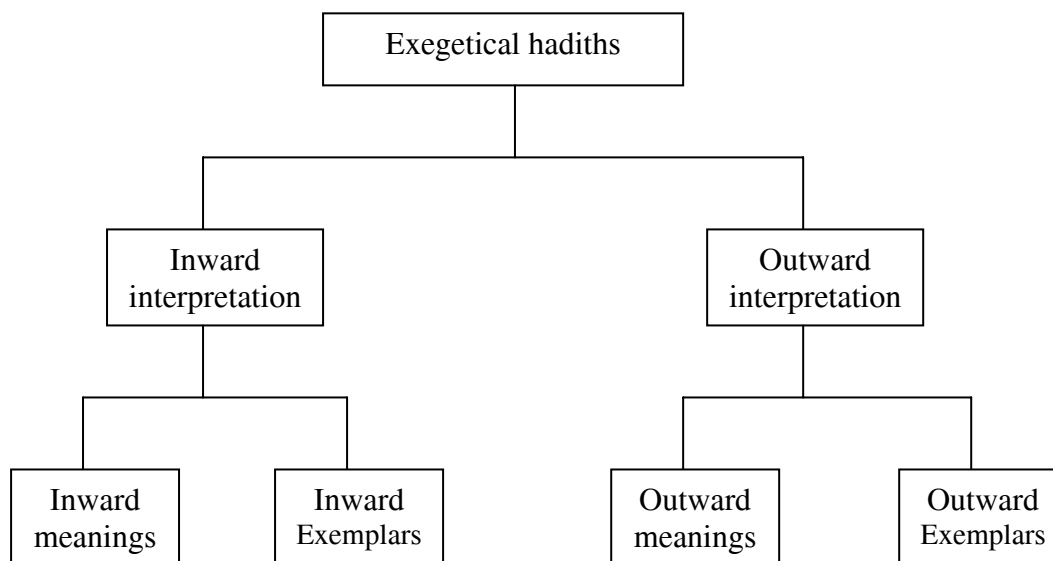 Exegetical hadiths
Inward
interpretation
Outward
interpretation
Inward
meanings
Inward
Exemplars
Outward
meanings
Outward
Exemplars